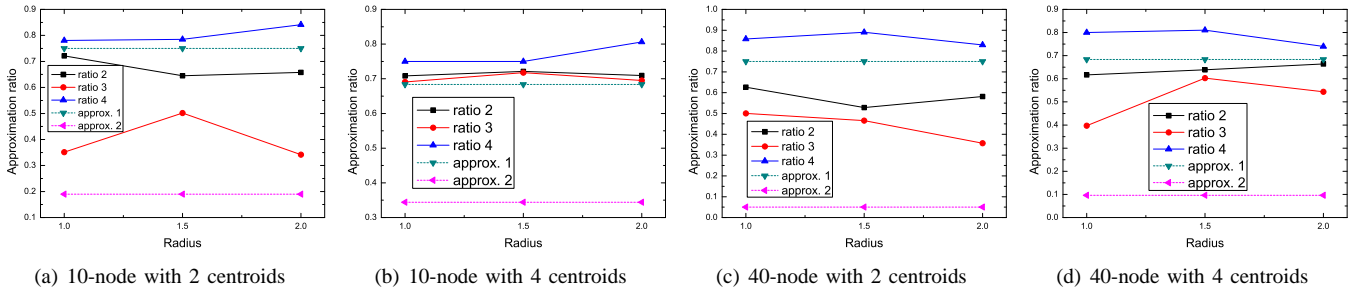 Approximation ratio
0.9
0.8
0.7
0.6
0.5
0.4
0.3
0.2
0.1
ratio 2
ratio 3
ratio 4
approx. 1
approx. 2
1.0 1.5 2.0
Radius
(a) 10-node with 2 centroids
Approximation ratio
0.9
0.8
0.7
0.6
0.5
0.4
0.3
ratio 2
ratio 3
ratio 4
approx. 1
approx. 2
1.0 1.5 2.0
Radius
(b) 10-node with 4 centroids
Approximation ratio
1.0
0.9
0.8
0.7
0.6
0.5
0.4
0.3
0.2
0.1
0.0
ratio 2
ratio 3
ratio 4
approx. 1
approx. 2
1.0 1.5 2.0
Radius
(c) 40-node with 2 centroids
Approximation ratio
0.9
0.8
0.7
0.6
0.5
0.4
0.3
0.2
0.1
0.0
ratio 2
ratio 3
ratio 4
approx. 1
approx. 2
1.0 1.5 2.0
Radius
(d) 40-node with 4 centroids